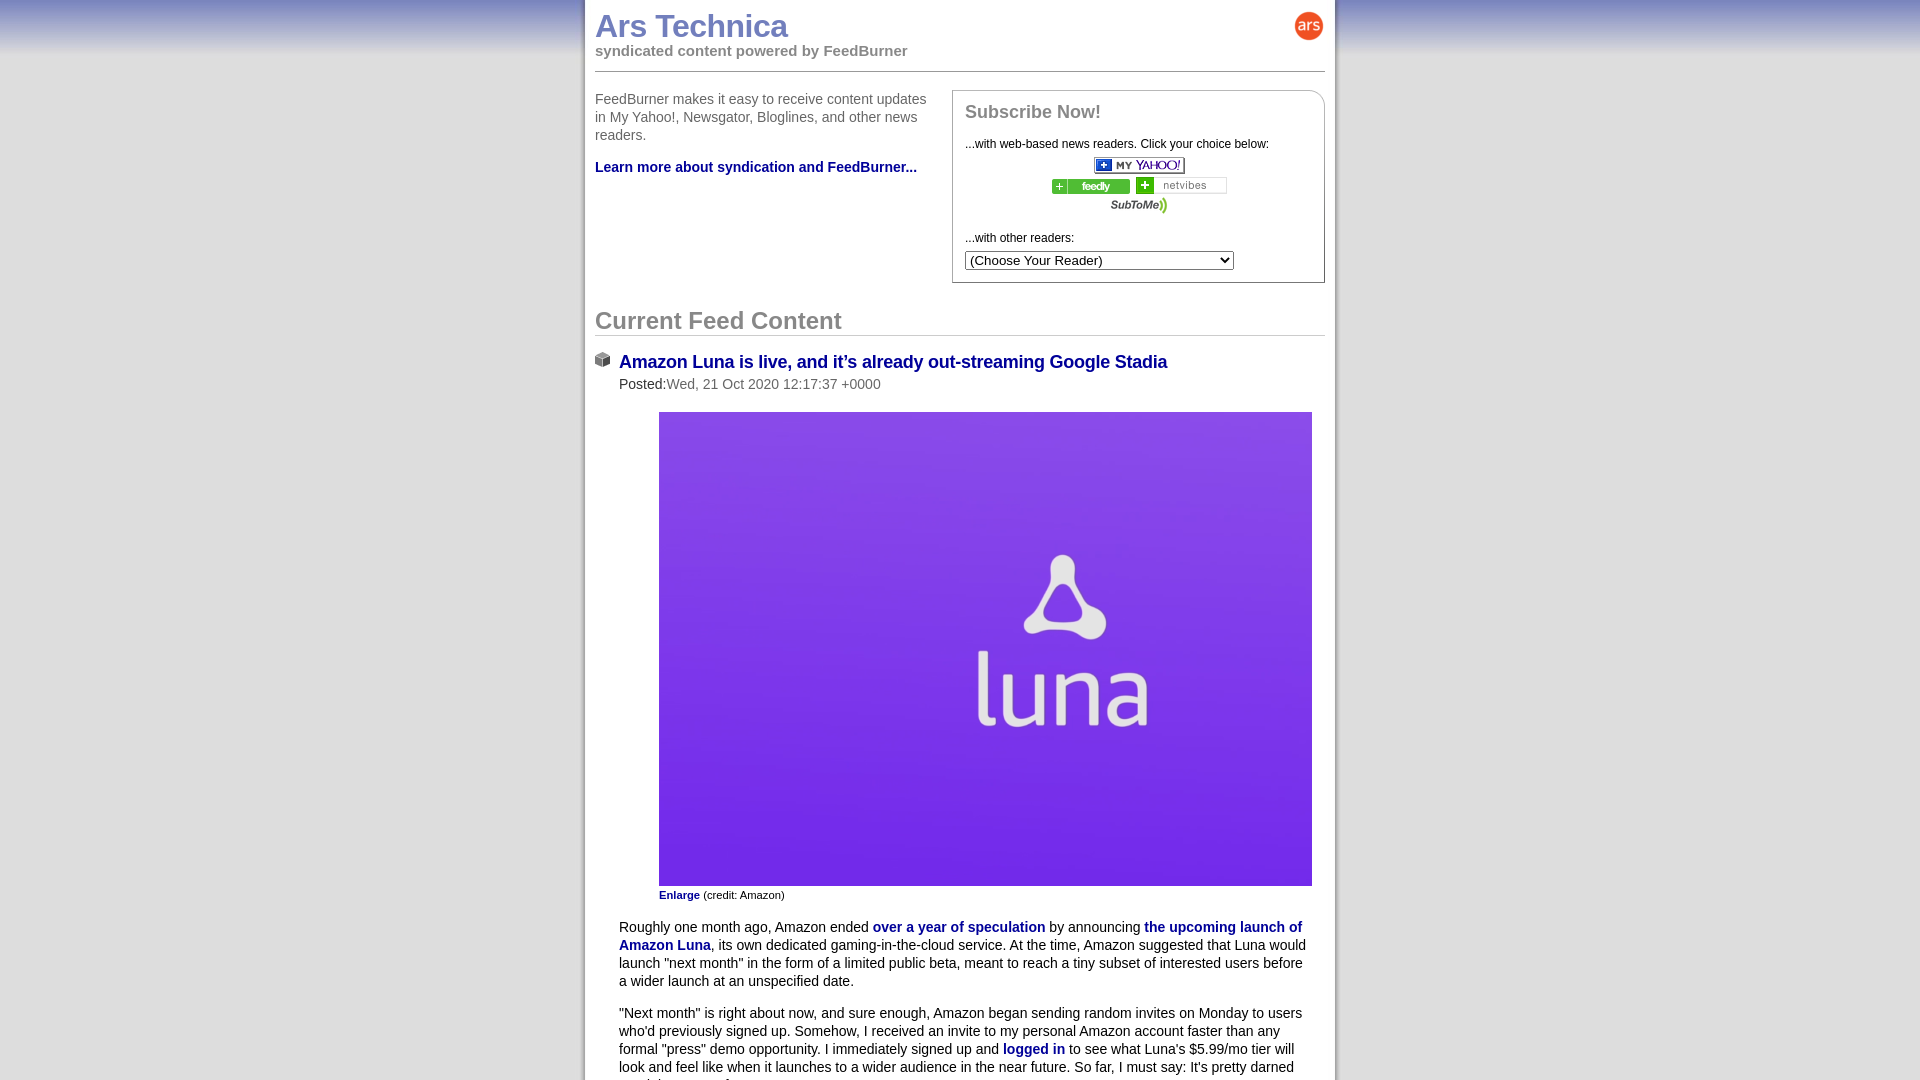 Ars Technica
ars
syndicated content powered by FeedBurner
FeedBurner makes it easy to receive content updates
in My Yahoo!, Newsgator, Bloglines, and other news
readers.
Learn more about syndication and FeedBurner...
Subscribe Now!
...with web-based news readers. Click your choice below:
MY YAHOO!
feedly
netvibes
SubToMe
...with other readers:
(Choose Your Reader)
Current Feed Content
Amazon Luna is live, and it’s already out-streaming Google Stadia
Posted:Wed, 21 Oct 2020 12:17:37 +0000
luna
Enlarge (credit: Amazon)
Roughly one month ago, Amazon ended over a year of speculation by announcing the upcoming launch of
Amazon Luna, its own dedicated gaming-in-the-cloud service. At the time, Amazon suggested that Luna would
launch "next month" in the form of a limited public beta, meant to reach a tiny subset of interested users before
a wider launch at an unspecified date.
"Next month" is right about now, and sure enough, Amazon began sending random invites on Monday to users
who'd previously signed up. Somehow, I received an invite to my personal Amazon account faster than any
formal "press" demo opportunity. I immediately signed up and logged in to see what Luna's $5.99/mo tier will
look and feel like when it launches to a wider audience in the near future. So far, I must say: It's pretty darned